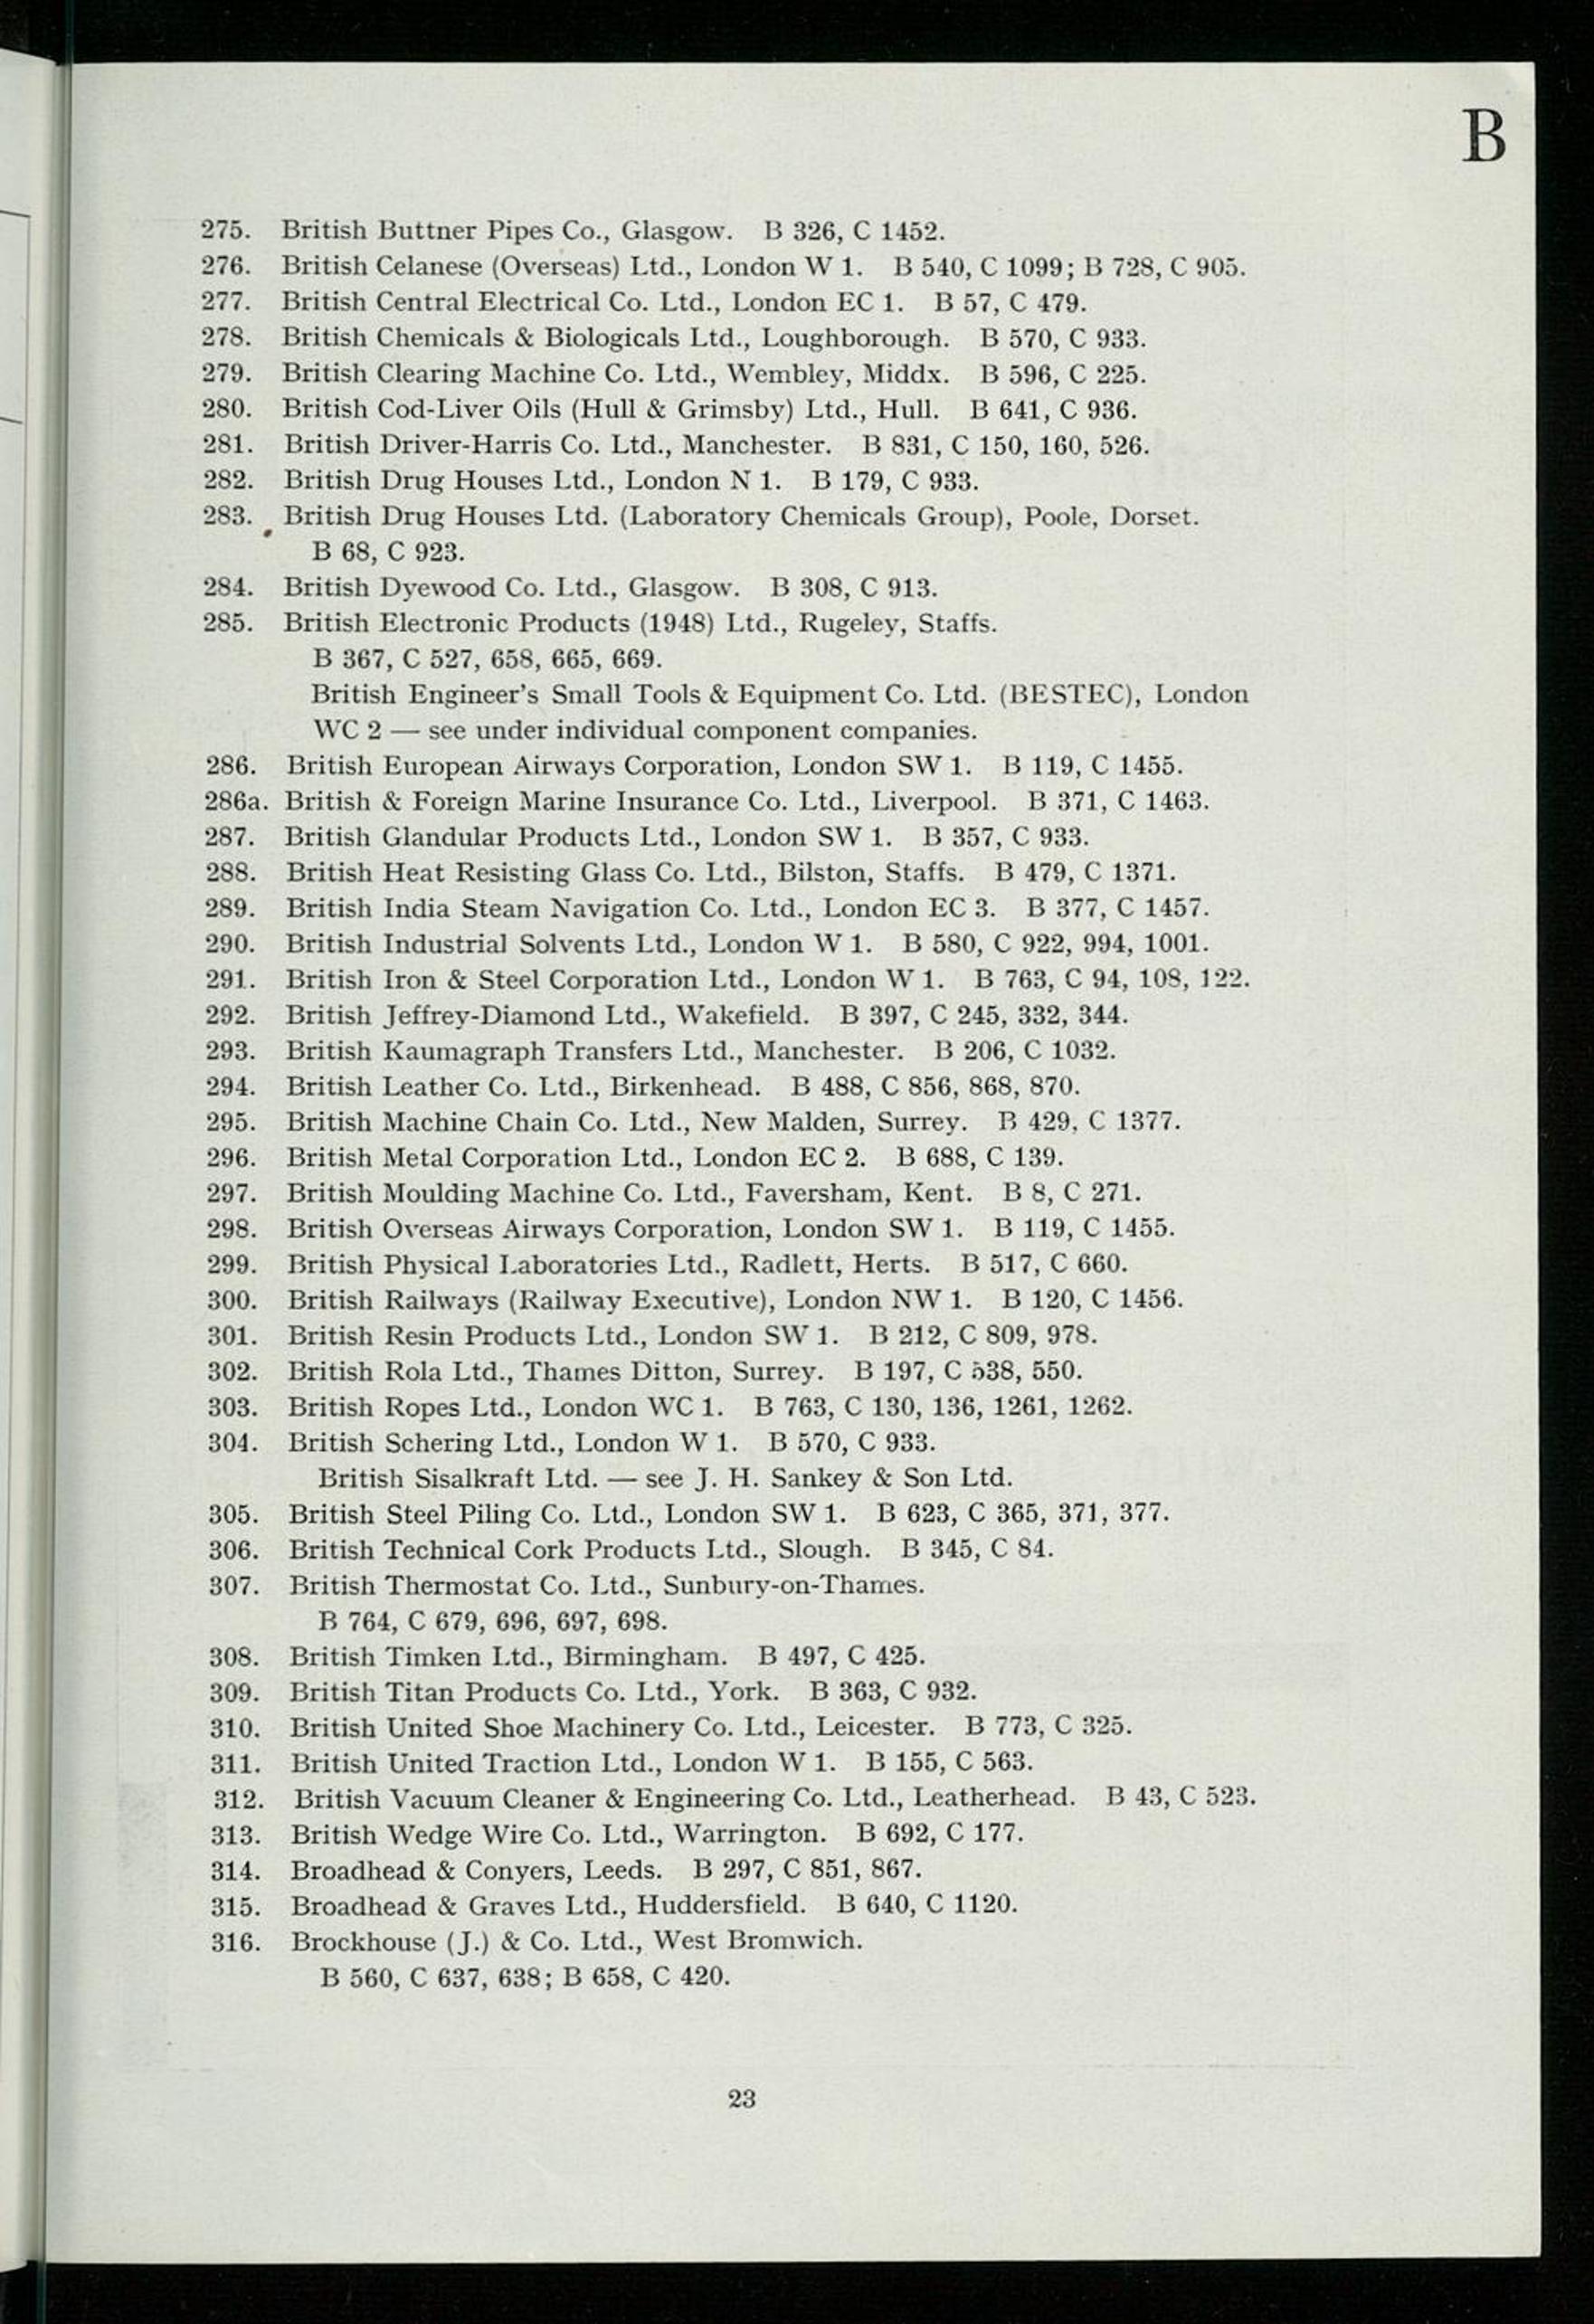 B
275. British Buttner Pipes Co., Glasgow. B 326, C 1452.
276. British Celanese (Overseas) Ltd., London W 1. B 540, C 1099; B 728, C 905.
277. British Central Electrical Co. Ltd., London EC 1. B 57, C 479.
278. British Chemicals & Biologicals Ltd., Loughborough. B 570, C 933.
279. British Clearing Machine Co. Ltd., Wembley, Middx. B 596, C 225.
280. British Cod-Liver Oils (Hull & Grimsby) Ltd., Hull. B 641, C 936.
281. British Driver-Harris Co. Ltd., Manchester. B 831, C 150, 160, 526.
282. British Drug Houses Ltd., London N 1. B 179, C 933.
283. British Drug Houses Ltd. (Laboratory Chemicals Group), Poole, Dorset.
B 68, C 923.
284. British Dyewood Co. Ltd., Glasgow. B 308, C 913.
285. British Electronic Products (1948) Ltd., Rugeley, Staffs.
B 367, C 527, 658, 665, 669.
British Engineer's Small Tools & Equipment Co. Ltd. (BESTEC), London
WC 2 — see under individual component companies.
286. British European Airways Corporation, London SW 1. B 119, C 1455.
286a. British & Foreign Marine Insurance Co. Ltd., Liverpool. B 371, C 1463.
287. British Glandular Products Ltd., London SW 1. B 357, C 933.
288. British Heat Resisting Glass Co. Ltd., Bilston, Staffs. B 479, C 1371.
289. British India Steam Navigation Co. Ltd., London EC 3. B 377, C 1457.
290. British Industrial Solvents Ltd., London W 1. B 580, C 922, 994, 1001.
291. British Iron & Steel Corporation Ltd., London W 1. B 763, C 94, 108, 122.
292. British Jeffrey-Diamond Ltd., Wakefield. B 397, C 245, 332, 344.
293. British Kaumagraph Transfers Ltd., Manchester. B 206, C 1032.
294. British Leather Co. Ltd., Birkenhead. B 488, C 856, 868, 870.
295. British Machine Chain Co. Ltd., New Malden, Surrey. B 429, C 1377.
296. British Metal Corporation Ltd., London EC 2. B 688, C 139.
297. British Moulding Machine Co. Ltd., Faversham, Kent. B 8, C 271.
298. British Overseas Airways Corporation, London SW 1. B 119, C 1455.
299. British Physical Laboratories Ltd., Radlett, Herts. B 517, C 660.
300. British Railways (Railway Executive), London NW 1. B 120, C 1456.
301. British Resin Products Ltd., London SW 1. B 212, C 809, 978.
302. British Rola Ltd., Thames Ditton, Surrey. B 197, C 538, 550.
303. British Ropes Ltd., London WC 1. B 763, C 130, 136, 1261, 1262.
304. British Schering Ltd., London W 1. B 570, C 933.
British Sisalkraft Ltd. — see J. H. Sankey & Son Ltd.
305. British Steel Piling Co. Ltd., London SW 1. B 623, C 365, 371, 377.
306. British Technical Cork Products Ltd., Slough. B 345, C 84.
307. British Thermostat Co. Ltd., Sunbury-on-Thames.
B 764, C 679, 696, 697, 698.
308. British Timken Ltd., Birmingham. B 497, C 425.
309. British Titan Products Co. Ltd., York. B 363, C 932.
310. British United Shoe Machinery Co. Ltd., Leicester. B 773, C 325.
311. British United Traction Ltd., London W 1. B 155, C 563.
312. British Vacuum Cleaner & Engineering Co. Ltd., Leatherhead. B 43, C 523.
313. British Wedge Wire Co. Ltd., Warrington. B 692, C 177.
314. Broadhead & Conyers, Leeds. B 297, C 851, 867.
315. Broadhead & Graves Ltd., Huddersfield. B 640, C 1120.
316. Brockhouse (J.) & Co. Ltd., West Bromwich.
B 560, C 637, 638; B 658, C 420.
23